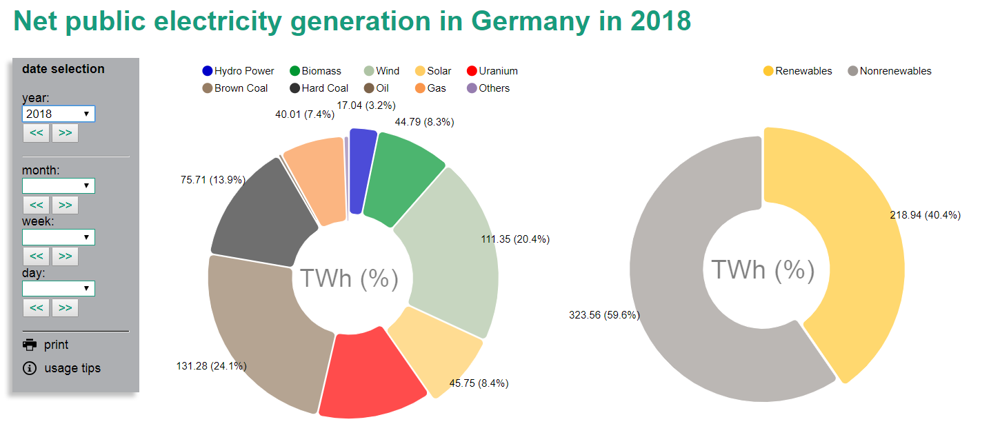 Net public electricity generation in Germany in 2018
date selection
year:
2018
<< >>
month:
<< >>
week:
<< >>
day:
<< >>
print
usage tips
Hydro Power Biomass Wind Solar Uranium
Brown Coal Hard Coal Oil Gas Others
17.04 (3.2%)
40.01 (7.4%)
44.79 (8.3%)
75.71 (13.9%)
111.35 (20.4%)
TWh (%)
131.28 (24.1%)
45.75 (8.4%)
Renewables Nonrenewables
218.94 (40.4%)
TWh (%)
323.56 (59.6%)